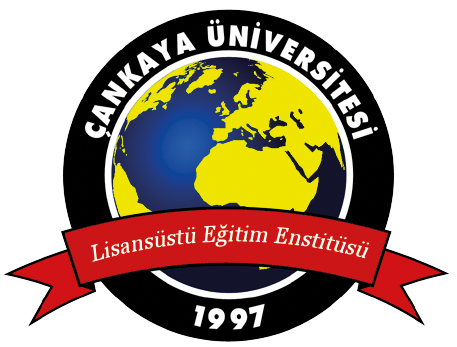 ÇANKAYA ÜNİVERSİTESİ
Lisansüstü Eğitim Enstitüsü
1997